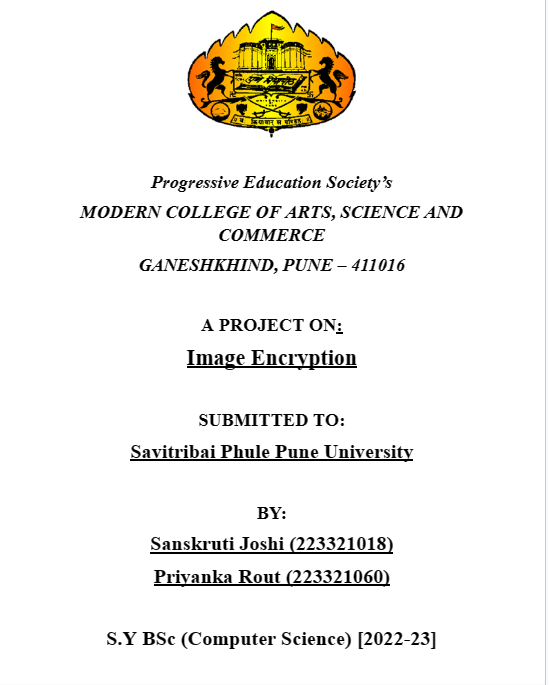 Progressive Education Society’s
MODERN COLLEGE OF ARTS, SCIENCE AND
COMMERCE
GANESHKHIND, PUNE – 411016
A PROJECT ON:
Image Encryption
SUBMITTED TO:
Savitribai Phule Pune University
BY:
Sanskruti Joshi (223321018)
Priyanka Rout (223321060)
S.Y BSc (Computer Science) [2022-23]